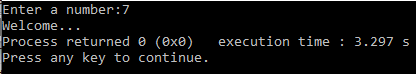 Enter a number:7
Welcome...
Process returned 0 (0x0)   execution time : 3.297 s
Press any key to continue.